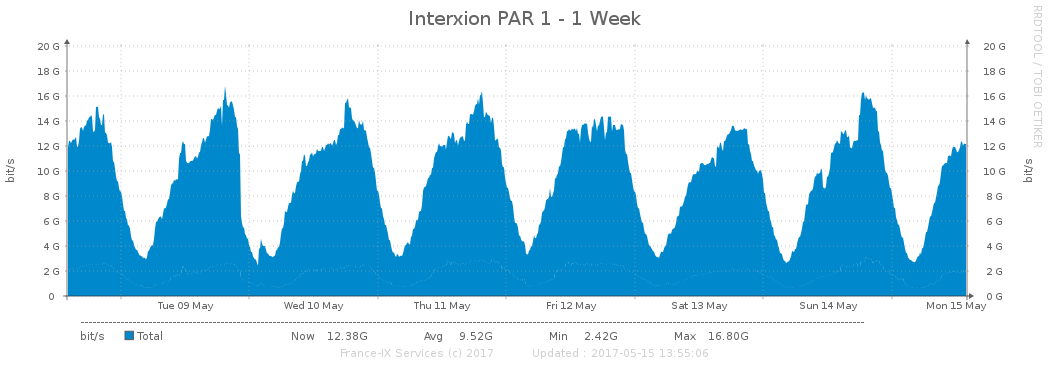 Interxion PAR 1 - 1 Week
RRDTOOL / TOBI OETIKER
20 G 20 G
18 G 18 G
16 G 16 G
14 G 14 G
12 G 12 G
10 G 10 G
8 G 8 G
6 G 6 G
4 G 4 G
2 G 2 G
0 0 G
bit/s bit/s
Tue 09 May Wed 10 May Thu 11 May Fri 12 May Sat 13 May Sun 14 May Mon 15 May
bit/s Total Now 12.38G Avg 9.52G Min 2.42G Max 16.80G
France-IX Services (c) 2017 Updated : 2017-05-15 13:55:06